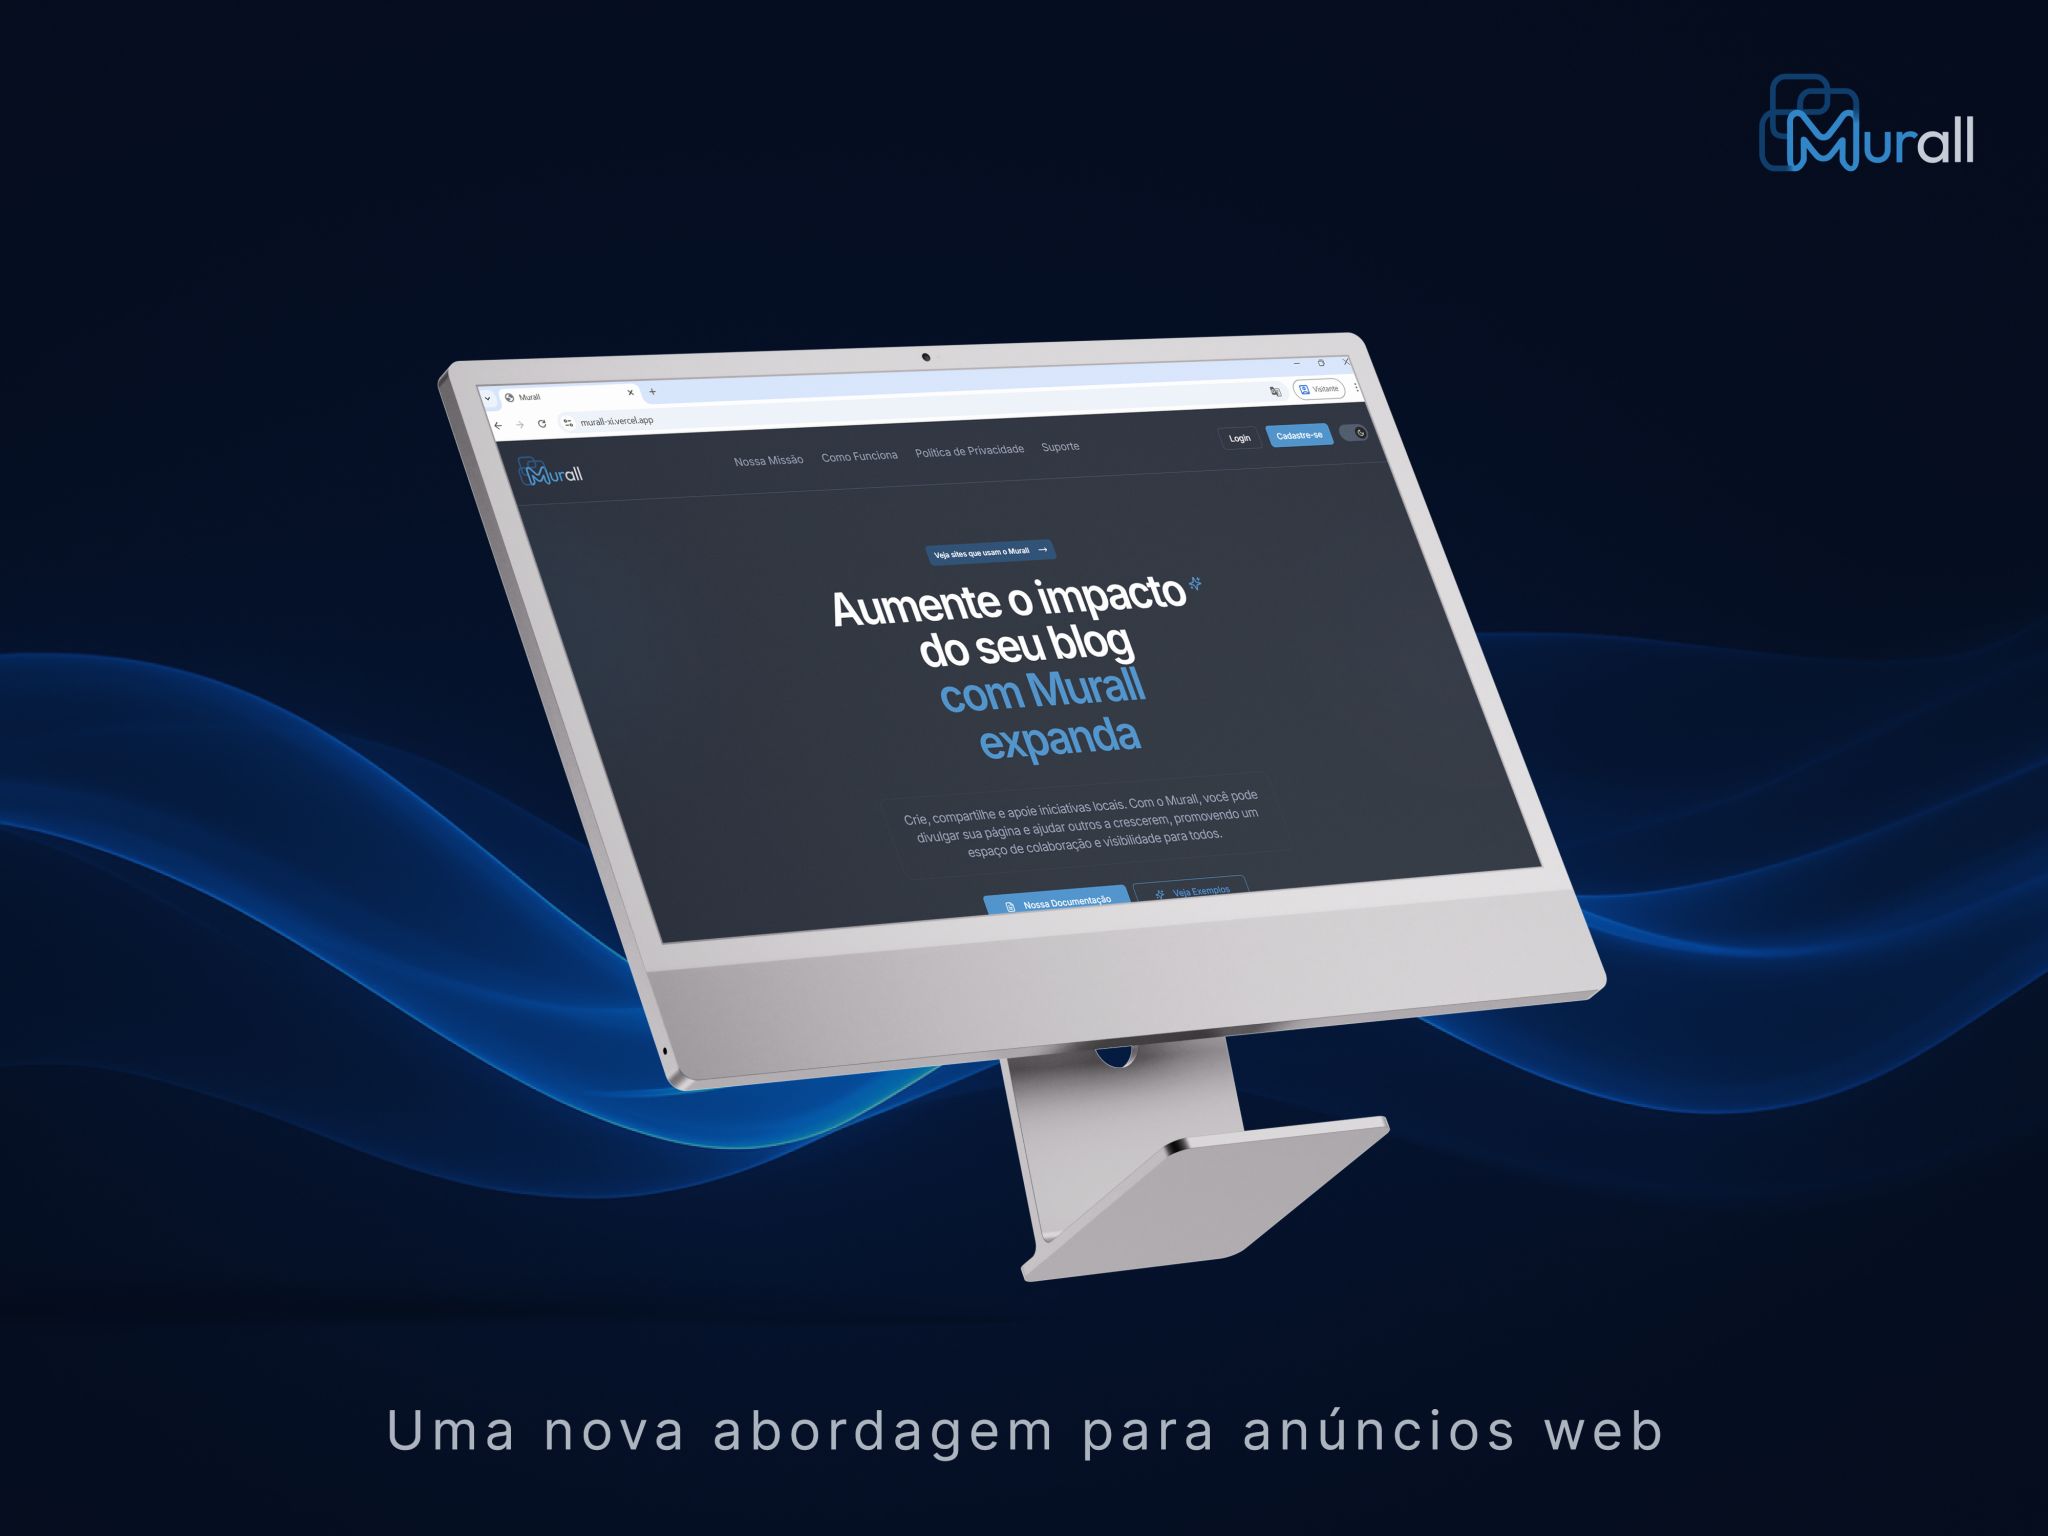 Murall
Murall
murall-xi.vercel.app
Visitante
Murall
Nossa Missão
Como Funciona
Política de Privacidade
Suporte
Login
Cadastre-se
Veja sites que usam o Murall
Aumente o impacto
do seu blog
com Murall
expanda
Crie, compartilhe e apoie iniciativas locais. Com o Murall, você pode
divulgar sua página e ajudar outros a crescerem, promovendo um
espaço de colaboração e visibilidade para todos.
Nossa Documentação
Veja Exemplos
Uma nova abordagem para anúncios web